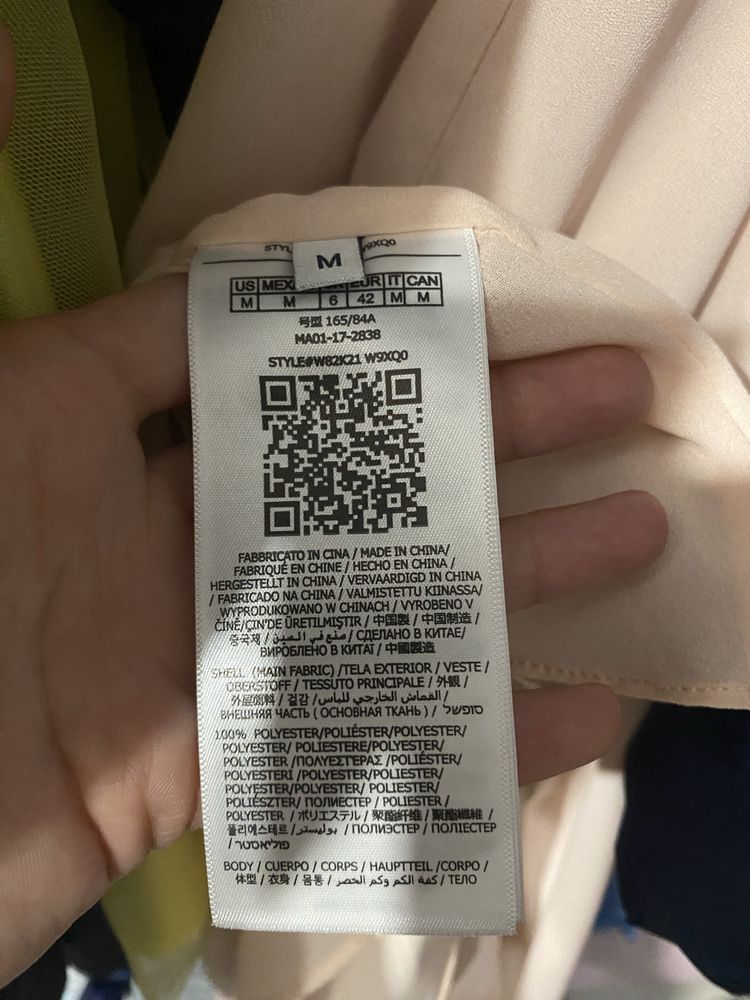 M
US MEX EUR IT CAN
M M 6 42 M M
号型 165/84A
MA01-17-2838
STYLE#W82K21 W9XQ0
FABBRICATO IN CINA / MADE IN CHINA/
FABRIQUÉ EN CHINE / HECHO EN CHINA /
HERGESTELLT IN CHINA / VERVAARDIGD IN CHINA
/ FABRICADO NA CHINA / VALMISTETTU KIINASSA/
WYPRODUKOWANO W CHINACH / VYROBENO V
ČÍNĚ/ÇIN'DE ÜRETILMIŞTIR / 中国製 / 中国制造 /
중국제 / صنع في الصين / СДЕЛАНО В КИТАЕ/
ВИРОБЛЕНО В КИТАЇ / 中國製造
SHELL (MAIN FABRIC) /TELA EXTERIOR / VESTE /
OBERSTOFF / TESSUTO PRINCIPALE / 外観 /
外层面料 / 겉감 / القماش الخارجي للباس /
ВНЕШНЯЯ ЧАСТЬ ( ОСНОВНАЯ ТКАНЬ ) /
100% POLYESTER/POLIÉSTER/POLYESTER/
POLYESTER/ POLIESTERE/POLYESTER/
POLYESTER /ΠΟΛΥΕΣΤΕΡΑΣ /POLIÉSTER/
POLYESTERI /POLYESTER/POLIESTER/
POLYESTER/POLYESTER/ POLIESTER/
POLIÉSZTER/ ПОЛИЕСТЕР / POLIESTER /
POLYESTER / ポリエステル / 聚酯纤维 / 聚酯纖維 /
폴리에스테르 / بوليستر / ПОЛИЭСТЕР / ПОЛІЕСТЕР
/ פוליאסטר
BODY / CUERPO / CORPS / HAUPTTEIL /CORPO /
体型 / 衣身 / 몸통 / كفة الكم وكم الخصر / ТЕЛО